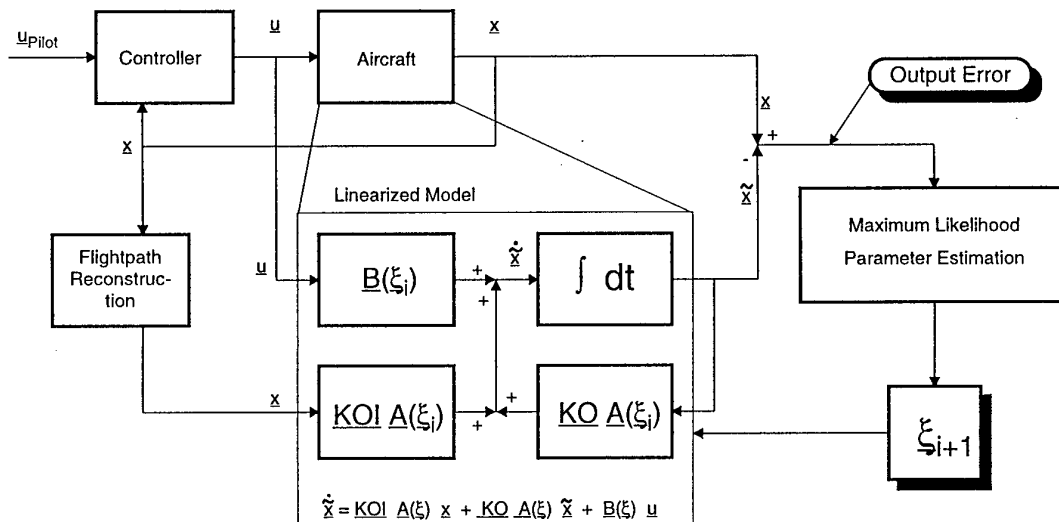 u_Pilot
Controller
u
Aircraft
x
Output Error
x
+
-
x̃
x
Linearized Model
Maximum Likelihood
Parameter Estimation
Flightpath
Reconstruc-
tion
u
B(ξi)
+
+
x̃̇
∫ dt
x
KOI A(ξi)
+
+
KO A(ξi)
ξi+1
x̃̇ = KOI A(ξ) x + KO A(ξ) x̃ + B(ξ) u